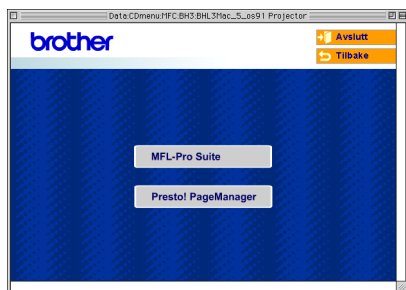 Data:CDmenu:MFC:BH3:BHL3Mac_5_os91 Projector
brother
Avslutt
Tilbake
MFL-Pro Suite
Presto! PageManager